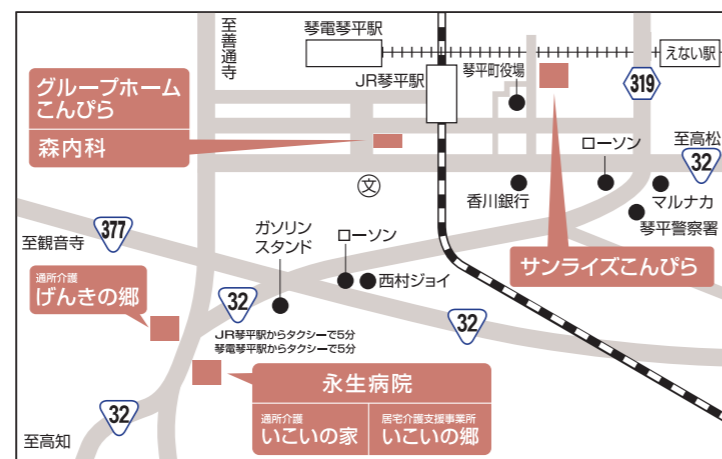 至善通寺
琴電琴平駅
えない駅
JR琴平駅
琴平町役場
319
グループホーム
こんぴら
森内科
ローソン
至高松
32
文
香川銀行
マルナカ
琴平警察署
377
ガソリン
スタンド
ローソン
至観音寺
サンライズこんぴら
西村ジョイ
通所介護
げんきの郷
32
32
JR琴平駅からタクシーで5分
琴電琴平駅からタクシーで5分
永生病院
32
通所介護
いこいの家
居宅介護支援事業所
いこいの郷
至高知